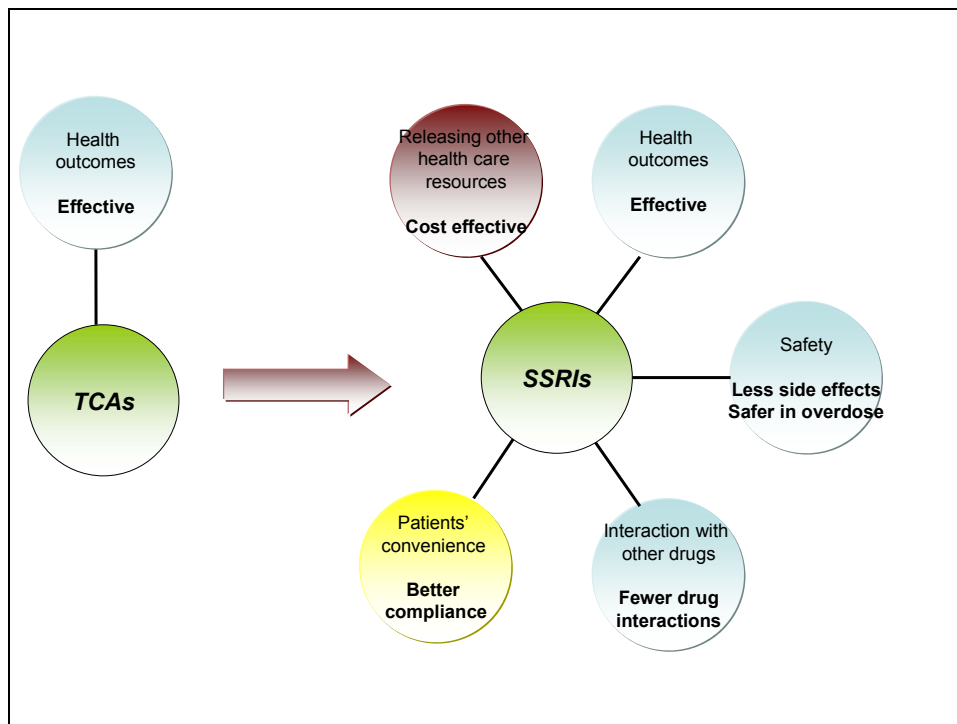 Health
outcomes
Effective
TCAs
Releasing other
health care
resources
Cost effective
Health
outcomes
Effective
SSRIs
Safety
Less side effects
Safer in overdose
Patients’
convenience
Better
compliance
Interaction with
other drugs
Fewer drug
interactions